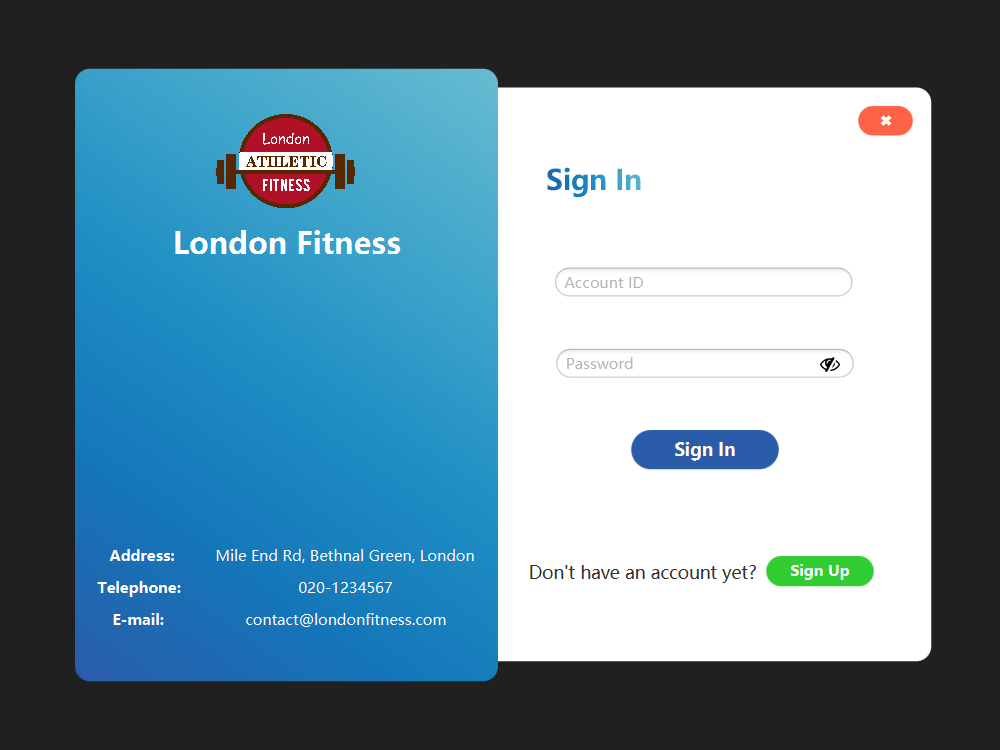 London
ATHLETIC
FITNESS
London Fitness
Address: Mile End Rd, Bethnal Green, London
Telephone: 020-1234567
E-mail: contact@londonfitness.com
Sign In
Account ID
Password
Sign In
Don't have an account yet? Sign Up